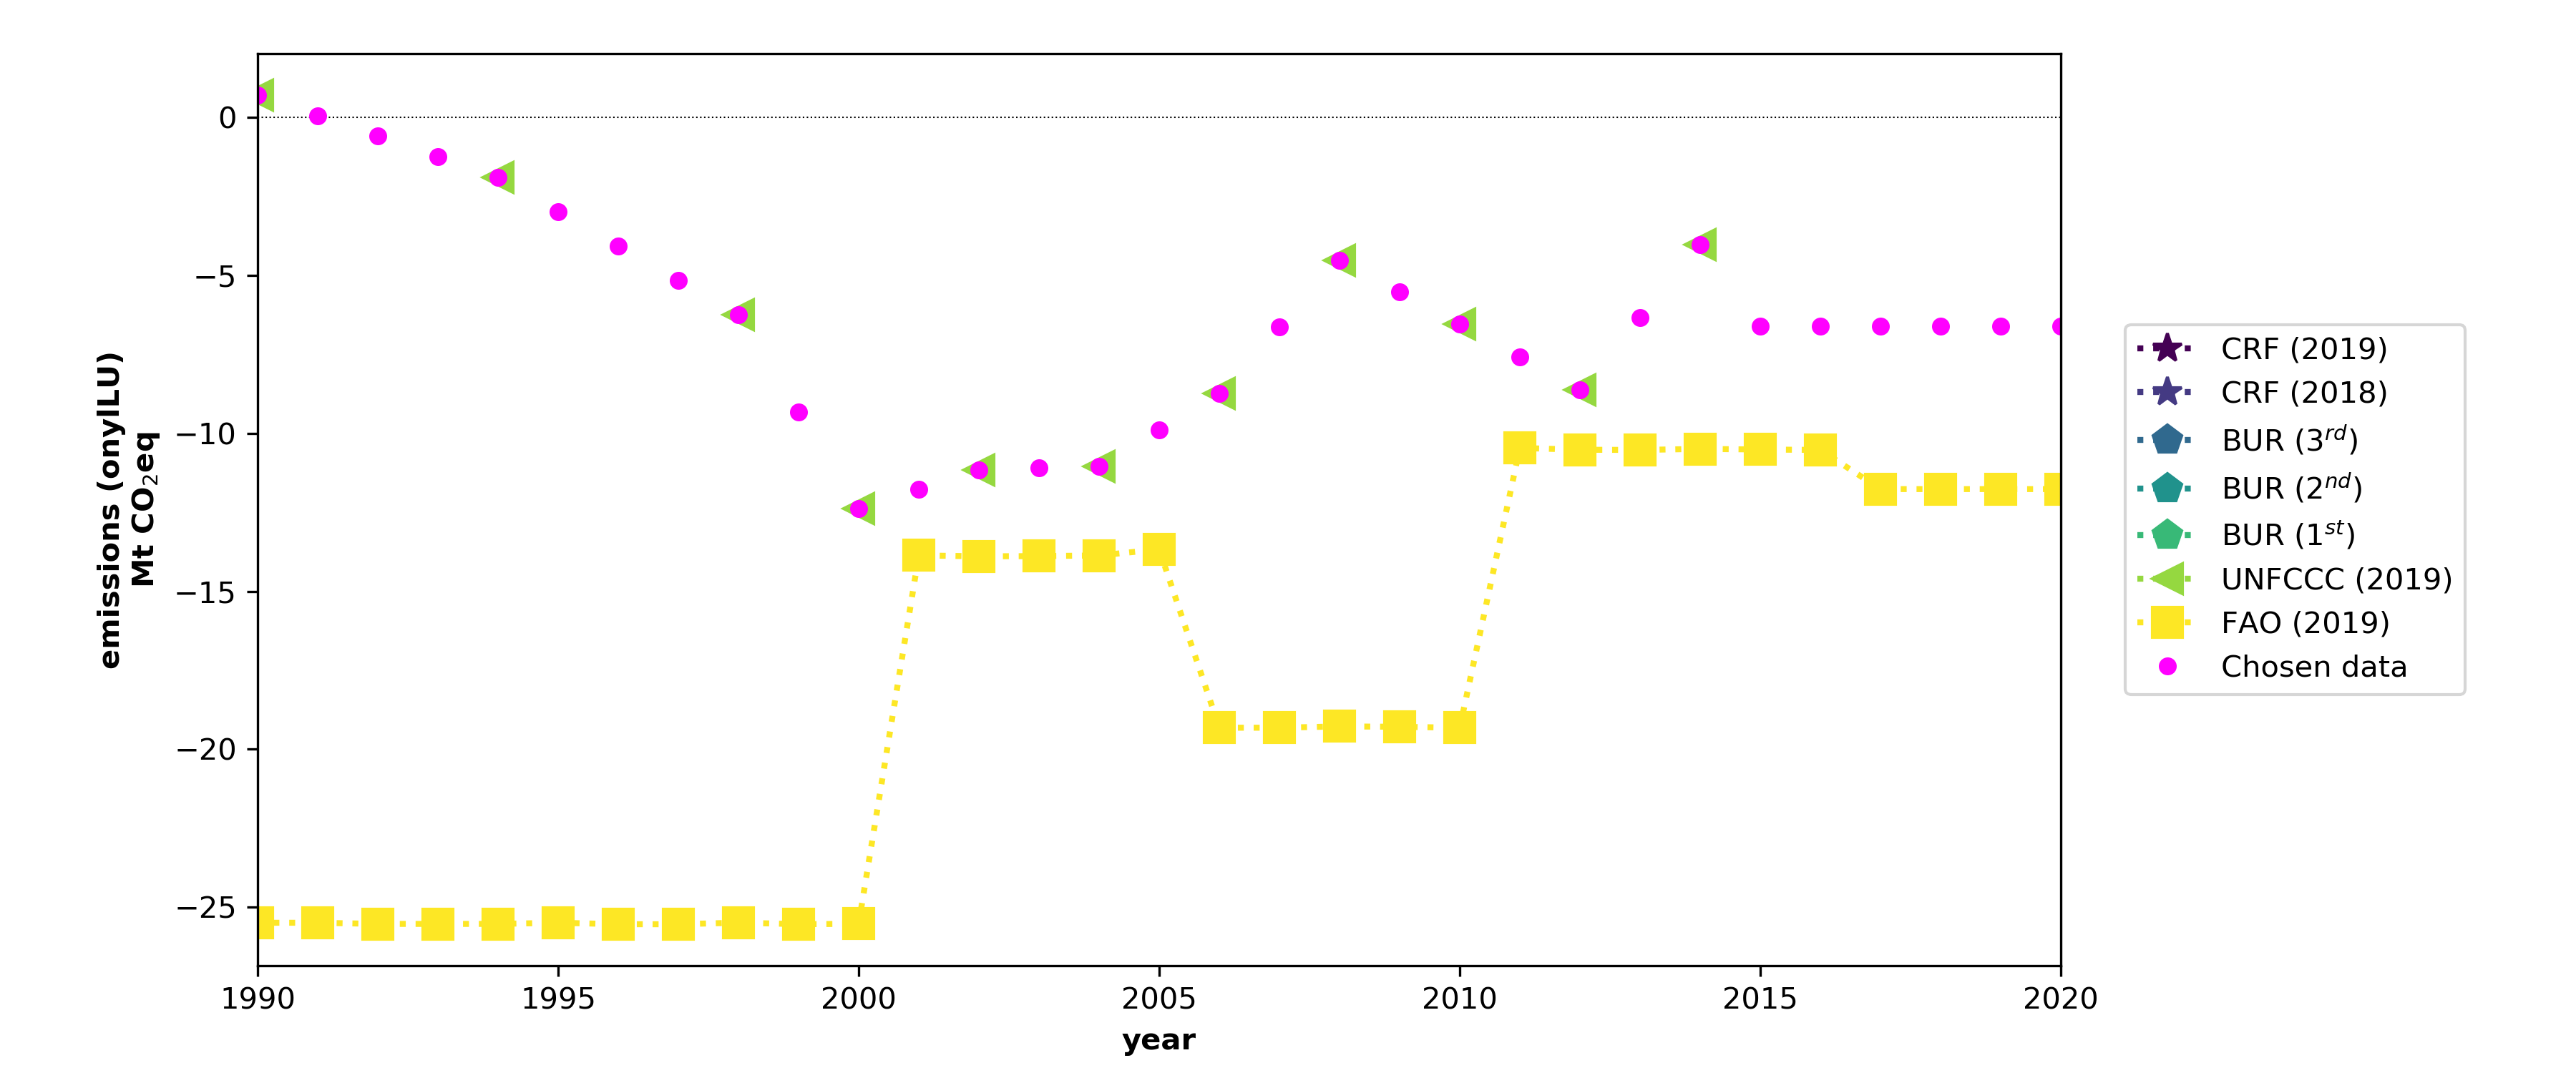 emissions (onylLU)
Mt CO₂eq
0
−5
−10
−15
−20
−25
1990 1995 2000 2005 2010 2015 2020
year
CRF (2019)
CRF (2018)
BUR (3ʳᵈ)
BUR (2ⁿᵈ)
BUR (1ˢᵗ)
UNFCCC (2019)
FAO (2019)
Chosen data